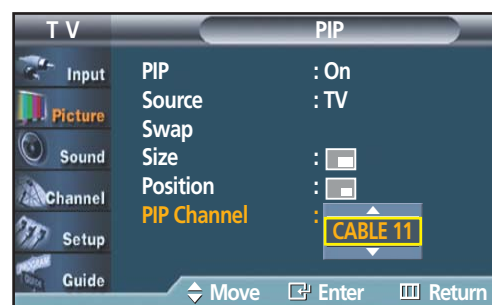 T V
PIP
Input
Picture
Sound
Channel
Setup
Guide
PIP : On
Source : TV
Swap
Size :
Position :
PIP Channel : CABLE 11
Move Enter Return